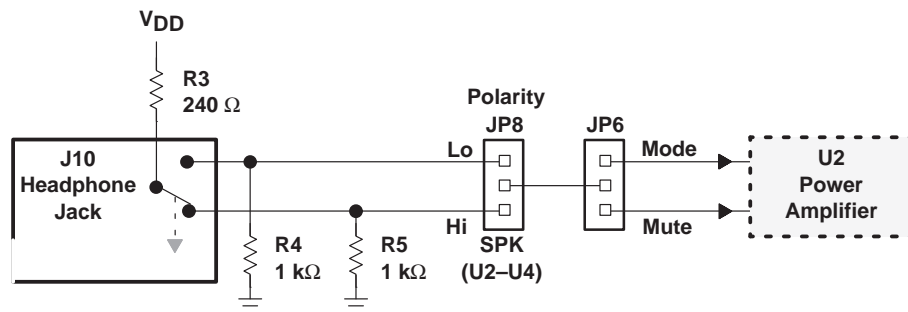 VDD
R3
240 Ω
Polarity
JP8
JP6
J10
Headphone
Jack
Lo
Mode
U2
Power
Amplifier
Hi
Mute
R4
1 kΩ
R5
1 kΩ
SPK
(U2–U4)